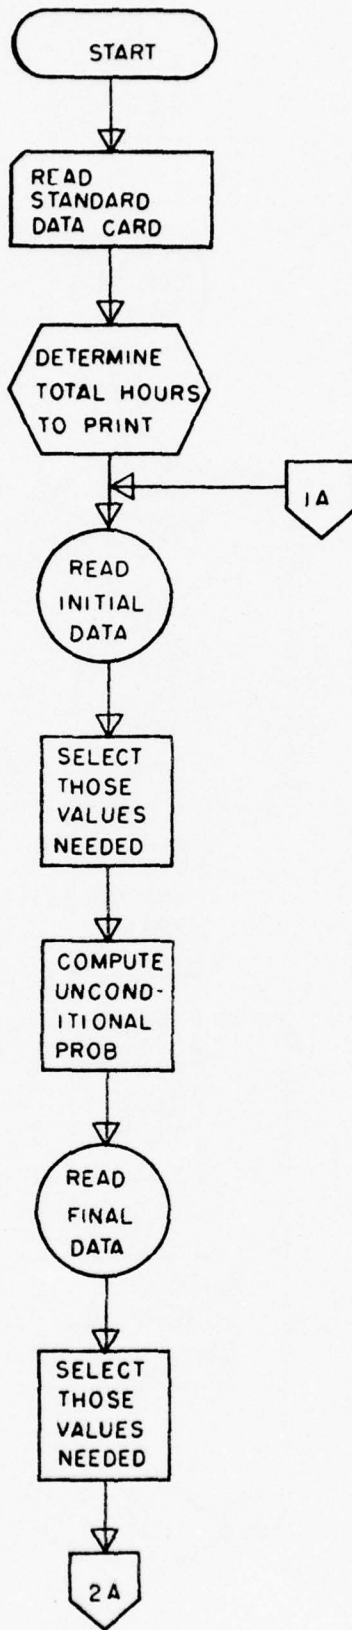 START
READ
STANDARD
DATA CARD
DETERMINE
TOTAL HOURS
TO PRINT
1A
READ
INITIAL
DATA
SELECT
THOSE
VALUES
NEEDED
COMPUTE
UNCOND-
ITIONAL
PROB
READ
FINAL
DATA
SELECT
THOSE
VALUES
NEEDED
2A